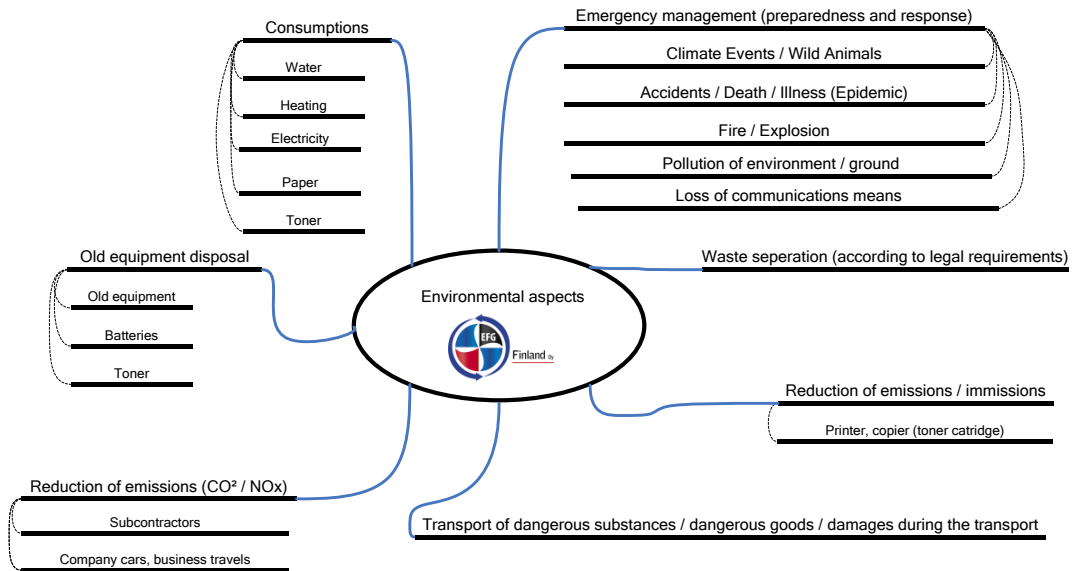 Consumptions
Water
Heating
Electricity
Paper
Toner
Emergency management (preparedness and response)
Climate Events / Wild Animals
Accidents / Death / Illness (Epidemic)
Fire / Explosion
Pollution of environment / ground
Loss of communications means
Old equipment disposal
Old equipment
Batteries
Toner
Waste seperation (according to legal requirements)
Environmental aspects
EFG
Finland Oy
Reduction of emissions / immissions
Printer, copier (toner catridge)
Reduction of emissions (CO² / NOx)
Subcontractors
Company cars, business travels
Transport of dangerous substances / dangerous goods / damages during the transport